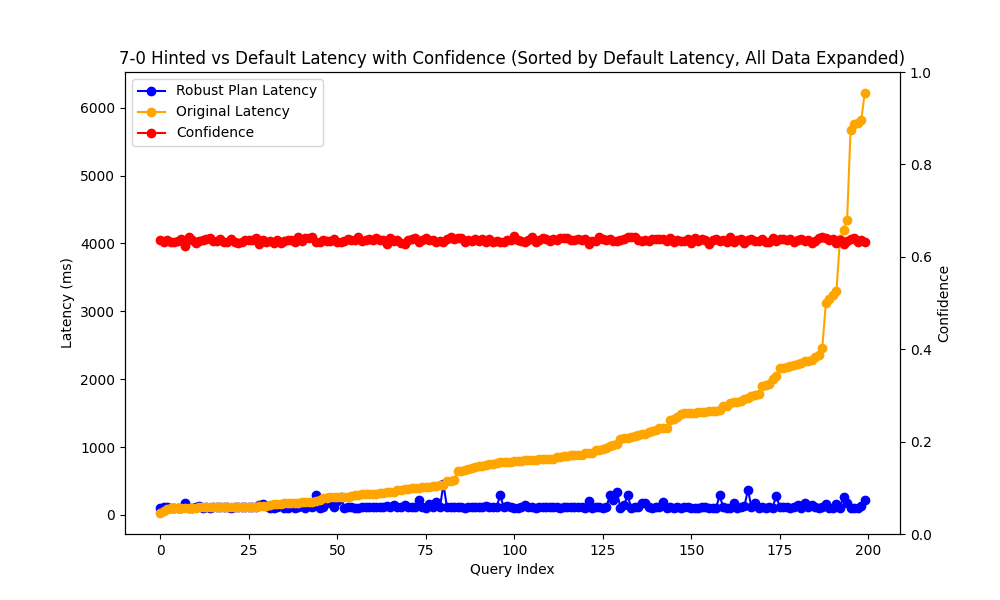 7-0 Hinted vs Default Latency with Confidence (Sorted by Default Latency, All Data Expanded)
Robust Plan Latency
Original Latency
Confidence
6000
5000
4000
3000
2000
1000
0
Latency (ms)
1.0
0.8
0.6
0.4
0.2
0.0
Confidence
0 25 50 75 100 125 150 175 200
Query Index